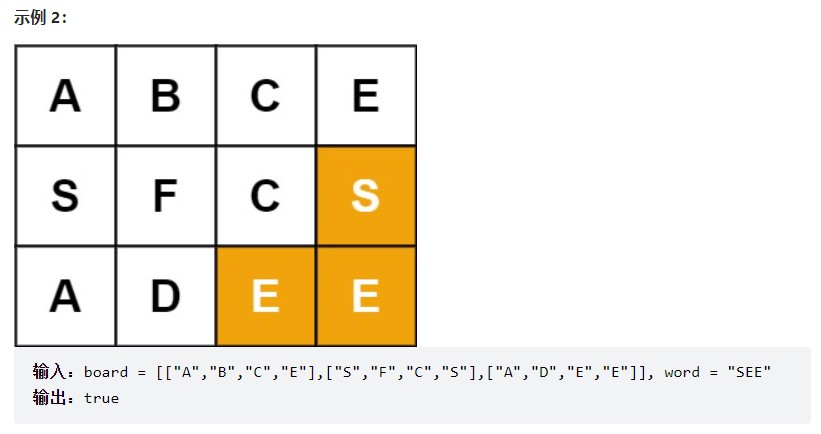 示例 2：
A B C E
S F C S
A D E E
输入：board = [["A","B","C","E"],["S","F","C","S"],["A","D","E","E"]], word = "SEE"
输出：true